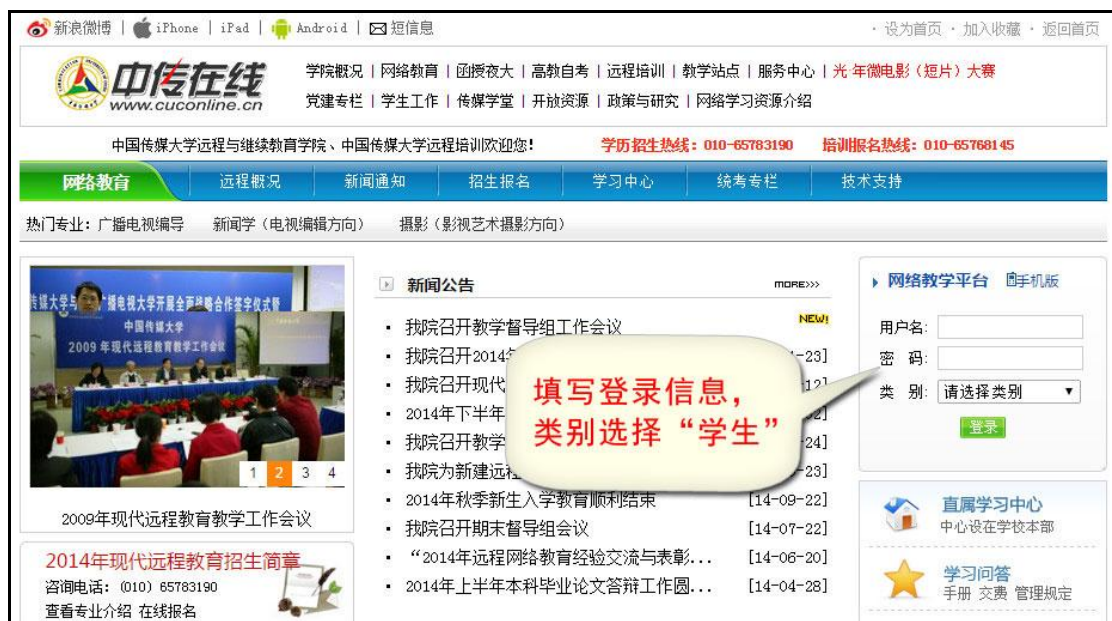 新浪微博 | iPhone | iPad | Android | 短信息
· 设为首页 · 加入收藏 · 返回首页
中传在线
www.cuconline.cn
学院概况 | 网络教育 | 函授夜大 | 高教自考 | 远程培训 | 教学站点 | 服务中心 | 光·年微电影（短片）大赛
党建专栏 | 学生工作 | 传媒学堂 | 开放资源 | 政策与研究 | 网络学习资源介绍
中国传媒大学远程与继续教育学院、中国传媒大学远程培训欢迎您！ 学历招生热线：010-65783190 培训报名热线：010-65768145
网络教育 远程概况 新闻通知 招生报名 学习中心 统考专栏 技术支持
热门专业：广播电视编导 新闻学（电视编辑方向） 摄影（影视艺术摄影方向）
中国传媒大学
2009年现代远程教育教学工作会议
1 2 3 4
2009年现代远程教育教学工作会议
2014年现代远程教育招生简章
咨询电话：（010）65783190
查看专业介绍 在线报名
新闻公告 MORE>>>
· 我院召开教学督导组工作会议 NEW!
· 我院召开2014 -23]
· 我院召开现代 -12]
· 2014年下半年
· 我院召开教学 -24]
· 我院为新建远 -23]
· 2014年秋季新生入学教育顺利结束 [14-09-22]
· 我院召开期末督导组会议 [14-07-22]
· “2014年远程网络教育经验交流与表彰... [14-06-20]
· 2014年上半年本科毕业论文答辩工作圆... [14-04-28]
填写登录信息，
类别选择“学生”
网络教学平台 手机版
用户名：
密 码：
类 别： 请选择类别
登录
直属学习中心
中心设在学校本部
学习问答
手册 交费 管理规定